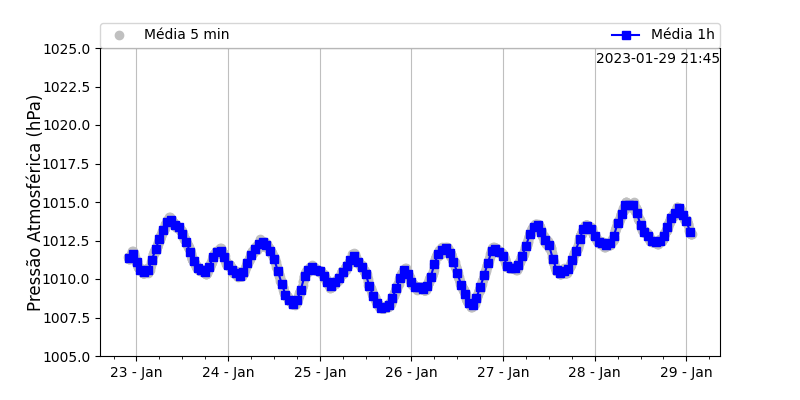 Média 5 min
Média 1h
2023-01-29 21:45
Pressão Atmosférica (hPa)
1025.0
1022.5
1020.0
1017.5
1015.0
1012.5
1010.0
1007.5
1005.0
23 - Jan
24 - Jan
25 - Jan
26 - Jan
27 - Jan
28 - Jan
29 - Jan